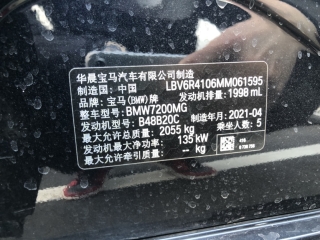 华晨宝马汽车有限公司制造
制造国：中国 LBV6R4106MM061595
品牌：宝马(BMW)牌 发动机排量：1998 mL
整车型号：BMW7200MG
发动机型号：B48B20C 制造年月：2021-04
最大允许总质量：2055 kg 乘坐人数：5
发动机最大净功率：135 kW
最大允许牵引质量：-- kg